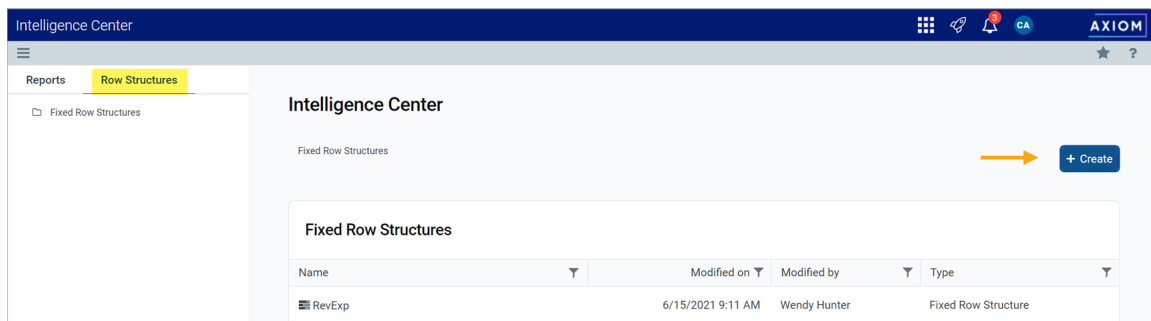 Intelligence Center
3
CA
AXIOM
?
Reports Row Structures
Fixed Row Structures
Intelligence Center
Fixed Row Structures
+ Create
Fixed Row Structures
Name Modified on Modified by Type
RevExp 6/15/2021 9:11 AM Wendy Hunter Fixed Row Structure